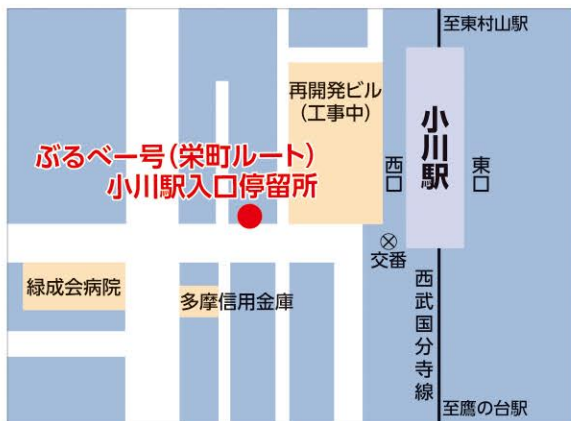 至東村山駅
再開発ビル
（工事中）
小川駅
西口
東口
ぶるべー号（栄町ルート）
小川駅入口停留所
交番
緑成会病院
多摩信用金庫
西武国分寺線
至鷹の台駅